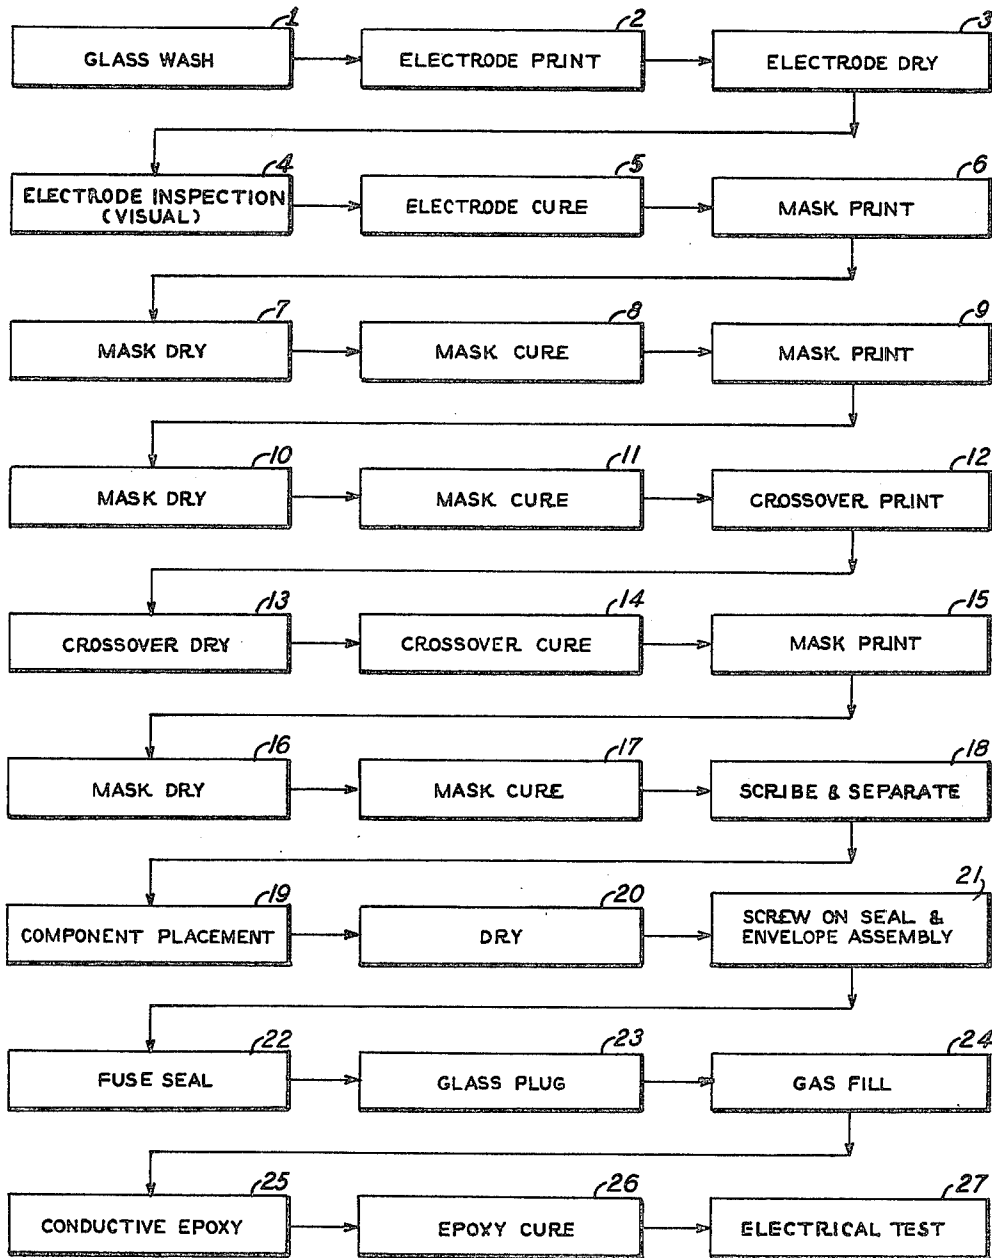 1
GLASS WASH
2
ELECTRODE PRINT
3
ELECTRODE DRY
4
ELECTRODE INSPECTION
(VISUAL)
5
ELECTRODE CURE
6
MASK PRINT
7
MASK DRY
8
MASK CURE
9
MASK PRINT
10
MASK DRY
11
MASK CURE
12
CROSSOVER PRINT
13
CROSSOVER DRY
14
CROSSOVER CURE
15
MASK PRINT
16
MASK DRY
17
MASK CURE
18
SCRIBE & SEPARATE
19
COMPONENT PLACEMENT
20
DRY
21
SCREW ON SEAL &
ENVELOPE ASSEMBLY
22
FUSE SEAL
23
GLASS PLUG
24
GAS FILL
25
CONDUCTIVE EPOXY
26
EPOXY CURE
27
ELECTRICAL TEST